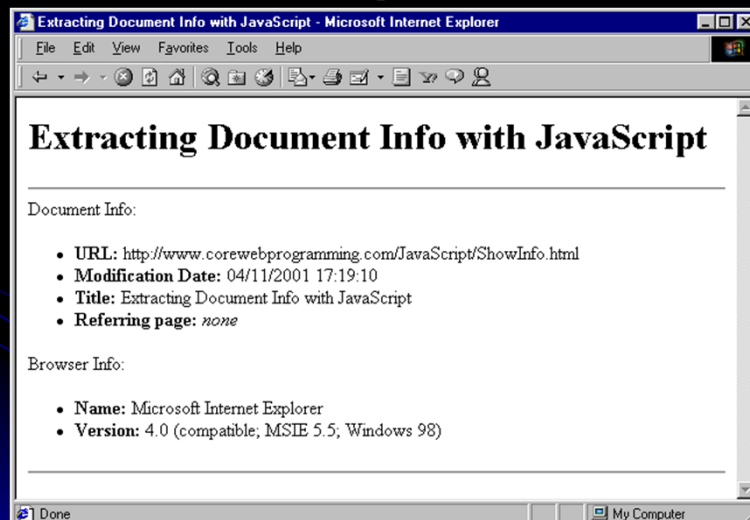 Extracting Document Info with JavaScript - Microsoft Internet Explorer
File Edit View Favorites Tools Help
Extracting Document Info with JavaScript
Document Info:
• URL: http://www.corewebprogramming.com/JavaScript/ShowInfo.html
• Modification Date: 04/11/2001 17:19:10
• Title: Extracting Document Info with JavaScript
• Referring page: none
Browser Info:
• Name: Microsoft Internet Explorer
• Version: 4.0 (compatible; MSIE 5.5; Windows 98)
Done My Computer